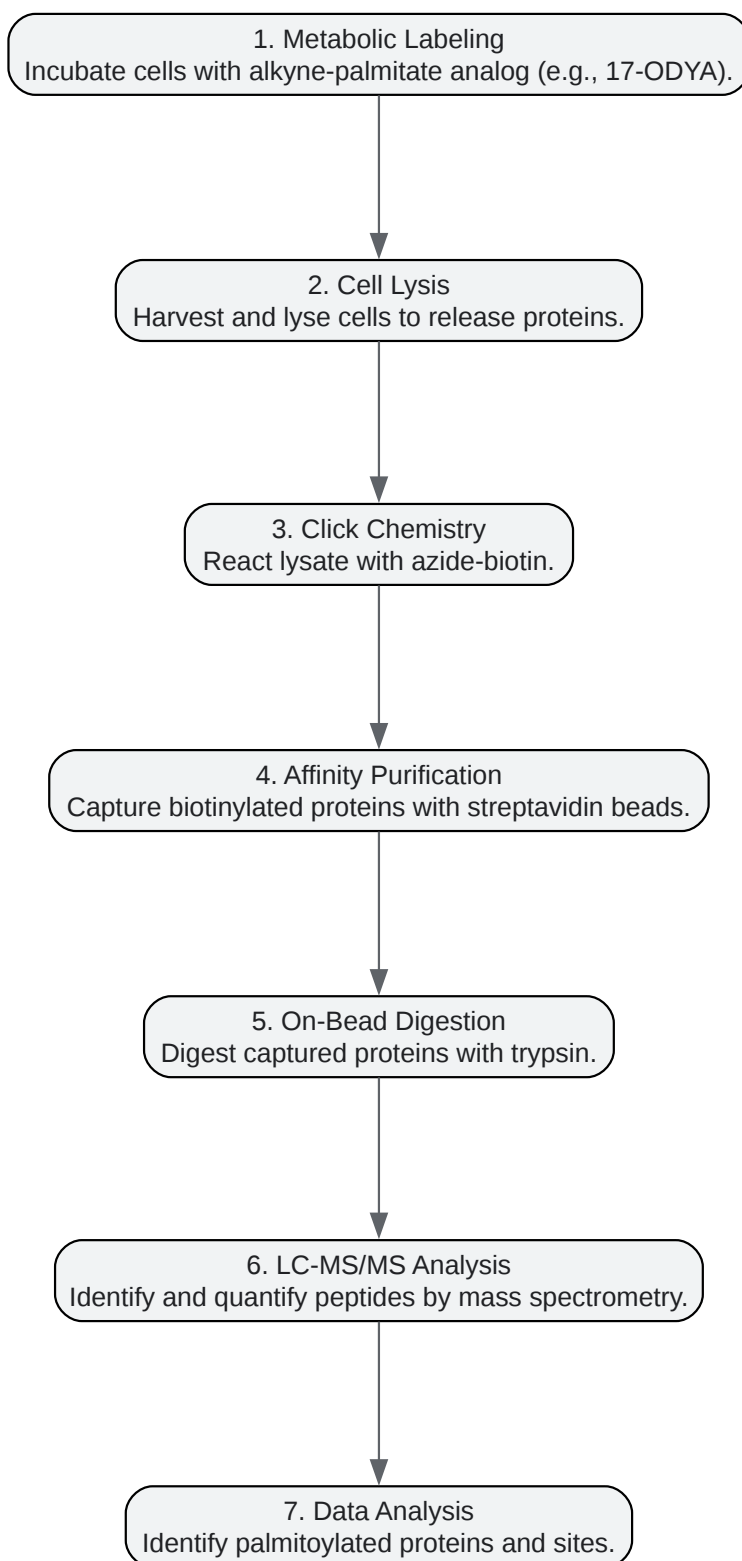 1. Metabolic Labeling
Incubate cells with alkyne-palmitate analog (e.g., 17-ODYA).
2. Cell Lysis
Harvest and lyse cells to release proteins.
3. Click Chemistry
React lysate with azide-biotin.
4. Affinity Purification
Capture biotinylated proteins with streptavidin beads.
5. On-Bead Digestion
Digest captured proteins with trypsin.
6. LC-MS/MS Analysis
Identify and quantify peptides by mass spectrometry.
7. Data Analysis
Identify palmitoylated proteins and sites.